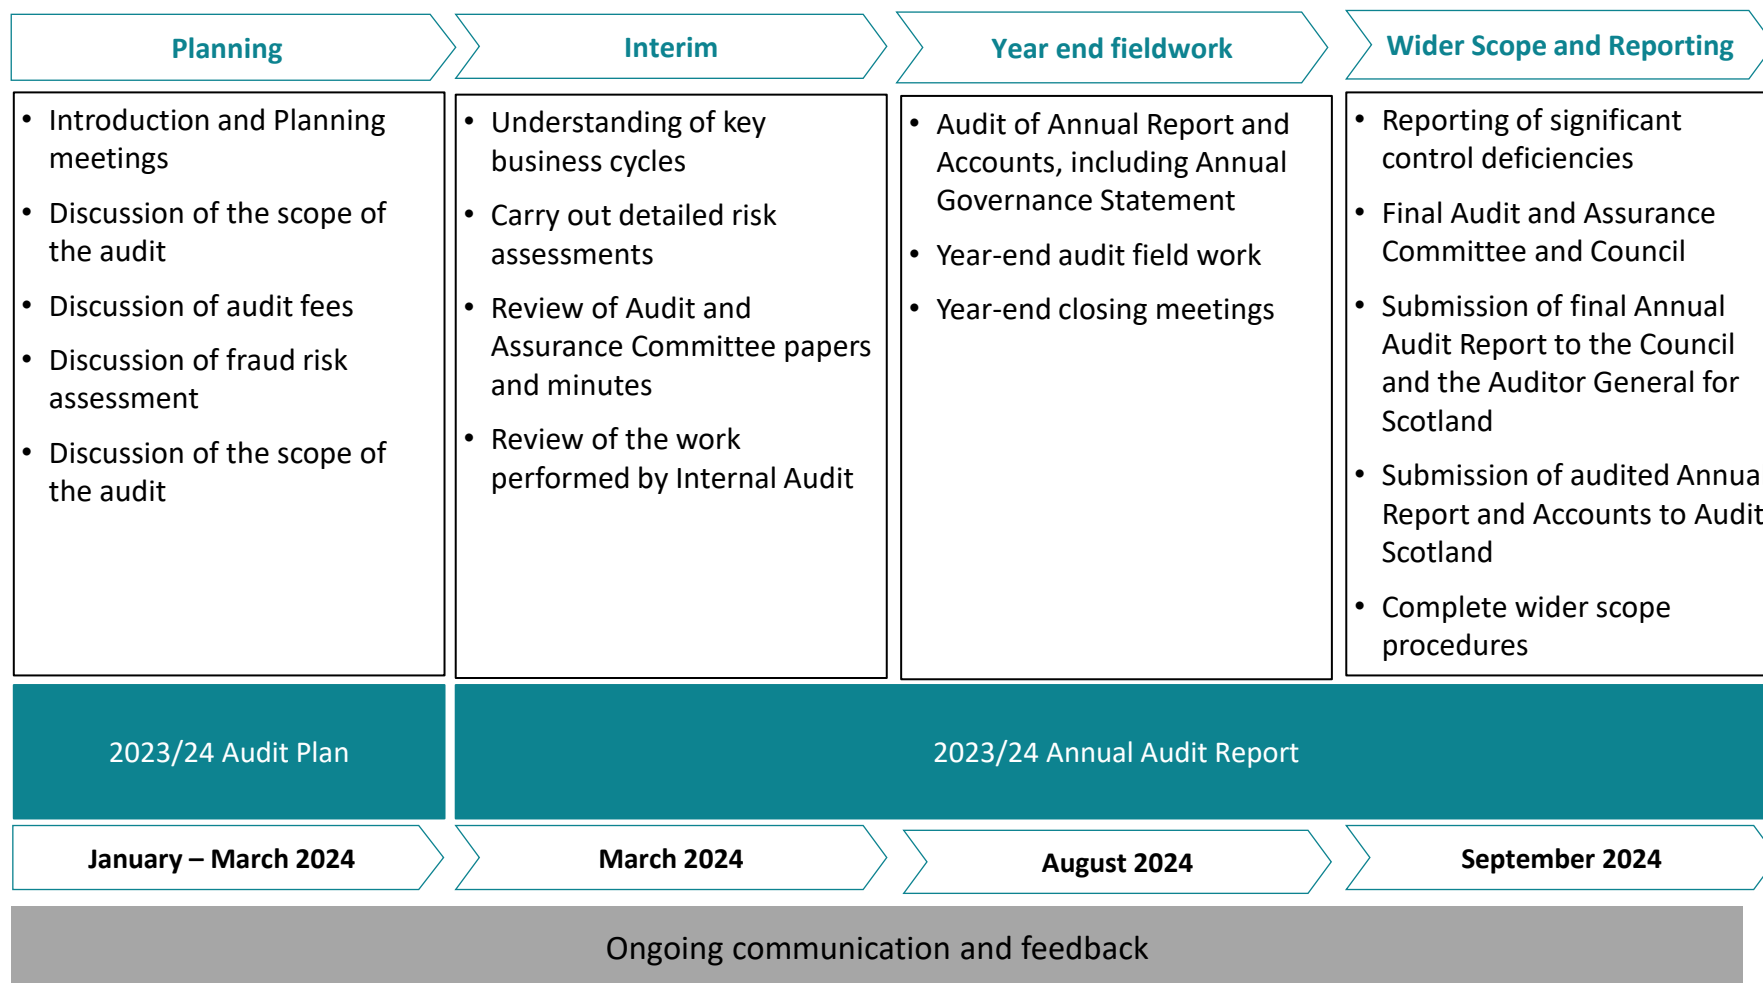 Planning
Interim
Year end fieldwork
Wider Scope and Reporting
• Introduction and Planning
meetings
• Discussion of the scope of
the audit
• Discussion of audit fees
• Discussion of fraud risk
assessment
• Discussion of the scope of
the audit
• Understanding of key
business cycles
• Carry out detailed risk
assessments
• Review of Audit and
Assurance Committee papers
and minutes
• Review of the work
performed by Internal Audit
• Audit of Annual Report and
Accounts, including Annual
Governance Statement
• Year-end audit field work
• Year-end closing meetings
• Reporting of significant
control deficiencies
• Final Audit and Assurance
Committee and Council
• Submission of final Annual
Audit Report to the Council
and the Auditor General for
Scotland
• Submission of audited Annua
Report and Accounts to Audit
Scotland
• Complete wider scope
procedures
2023/24 Audit Plan
2023/24 Annual Audit Report
January – March 2024
March 2024
August 2024
September 2024
Ongoing communication and feedback